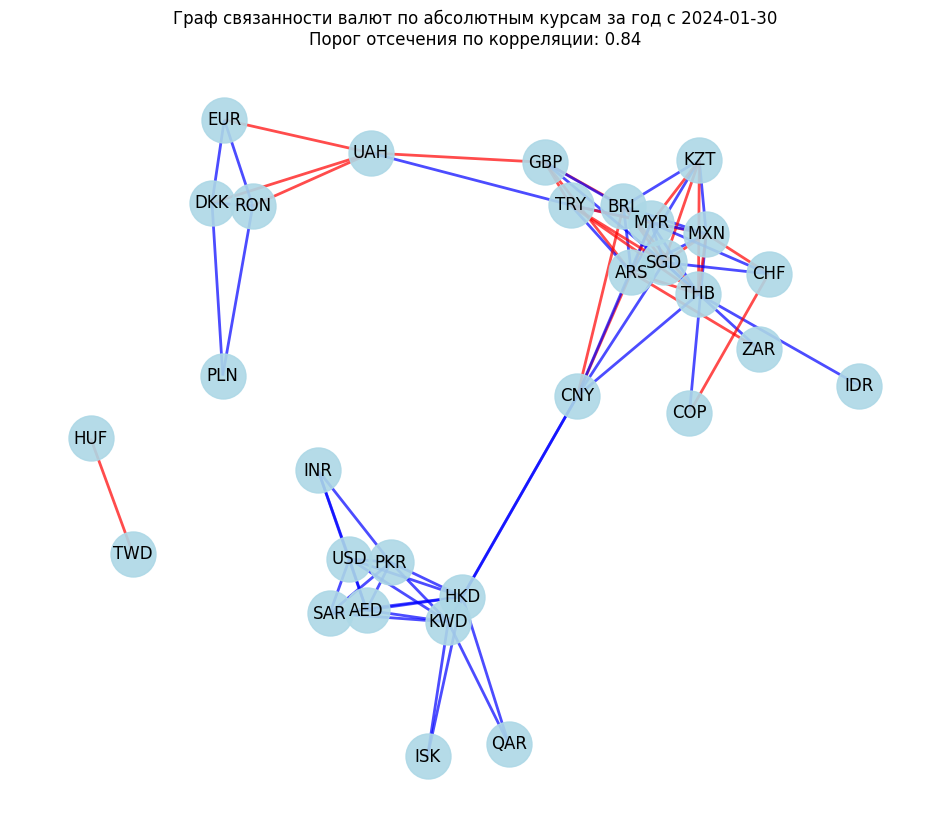 Граф связанности валют по абсолютным курсам за год с 2024-01-30
Порог отсечения по корреляции: 0.84
EUR
UAH
GBP
KZT
DKK
RON
TRY
BRL
MYR
MXN
SGD
ARS
CHF
THB
ZAR
PLN
IDR
CNY
COP
HUF
INR
TWD
USD
PKR
HKD
SAR
AED
KWD
QAR
ISK